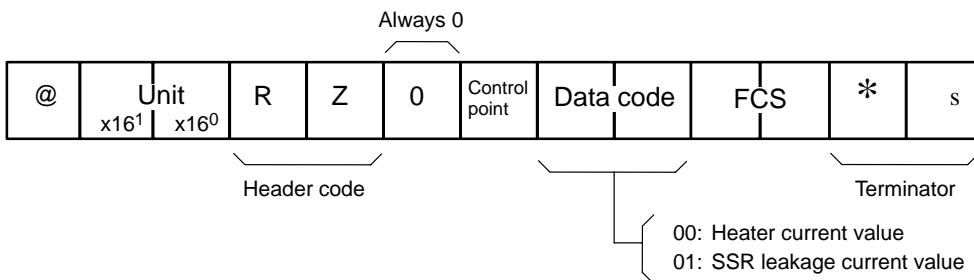 Always 0
@ Unit x16¹ x16⁰ R Z 0 Control point Data code FCS * s
Header code
Terminator
00: Heater current value
01: SSR leakage current value